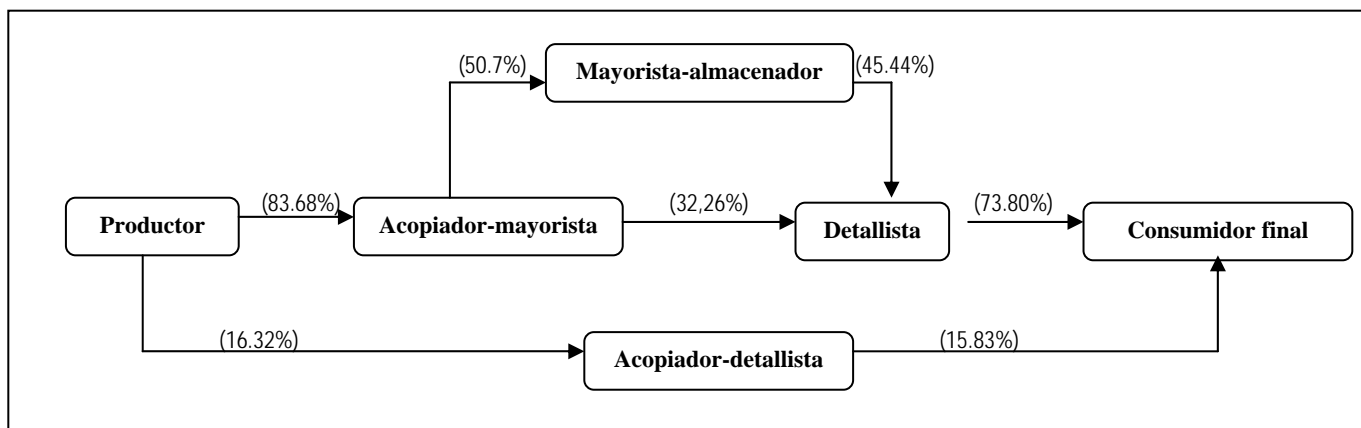 (50.7%)
Mayorista-almacenador
(45.44%)
Productor
(83.68%)
Acopiador-mayorista
(32,26%)
Detallista
(73.80%)
Consumidor final
(16.32%)
Acopiador-detallista
(15.83%)